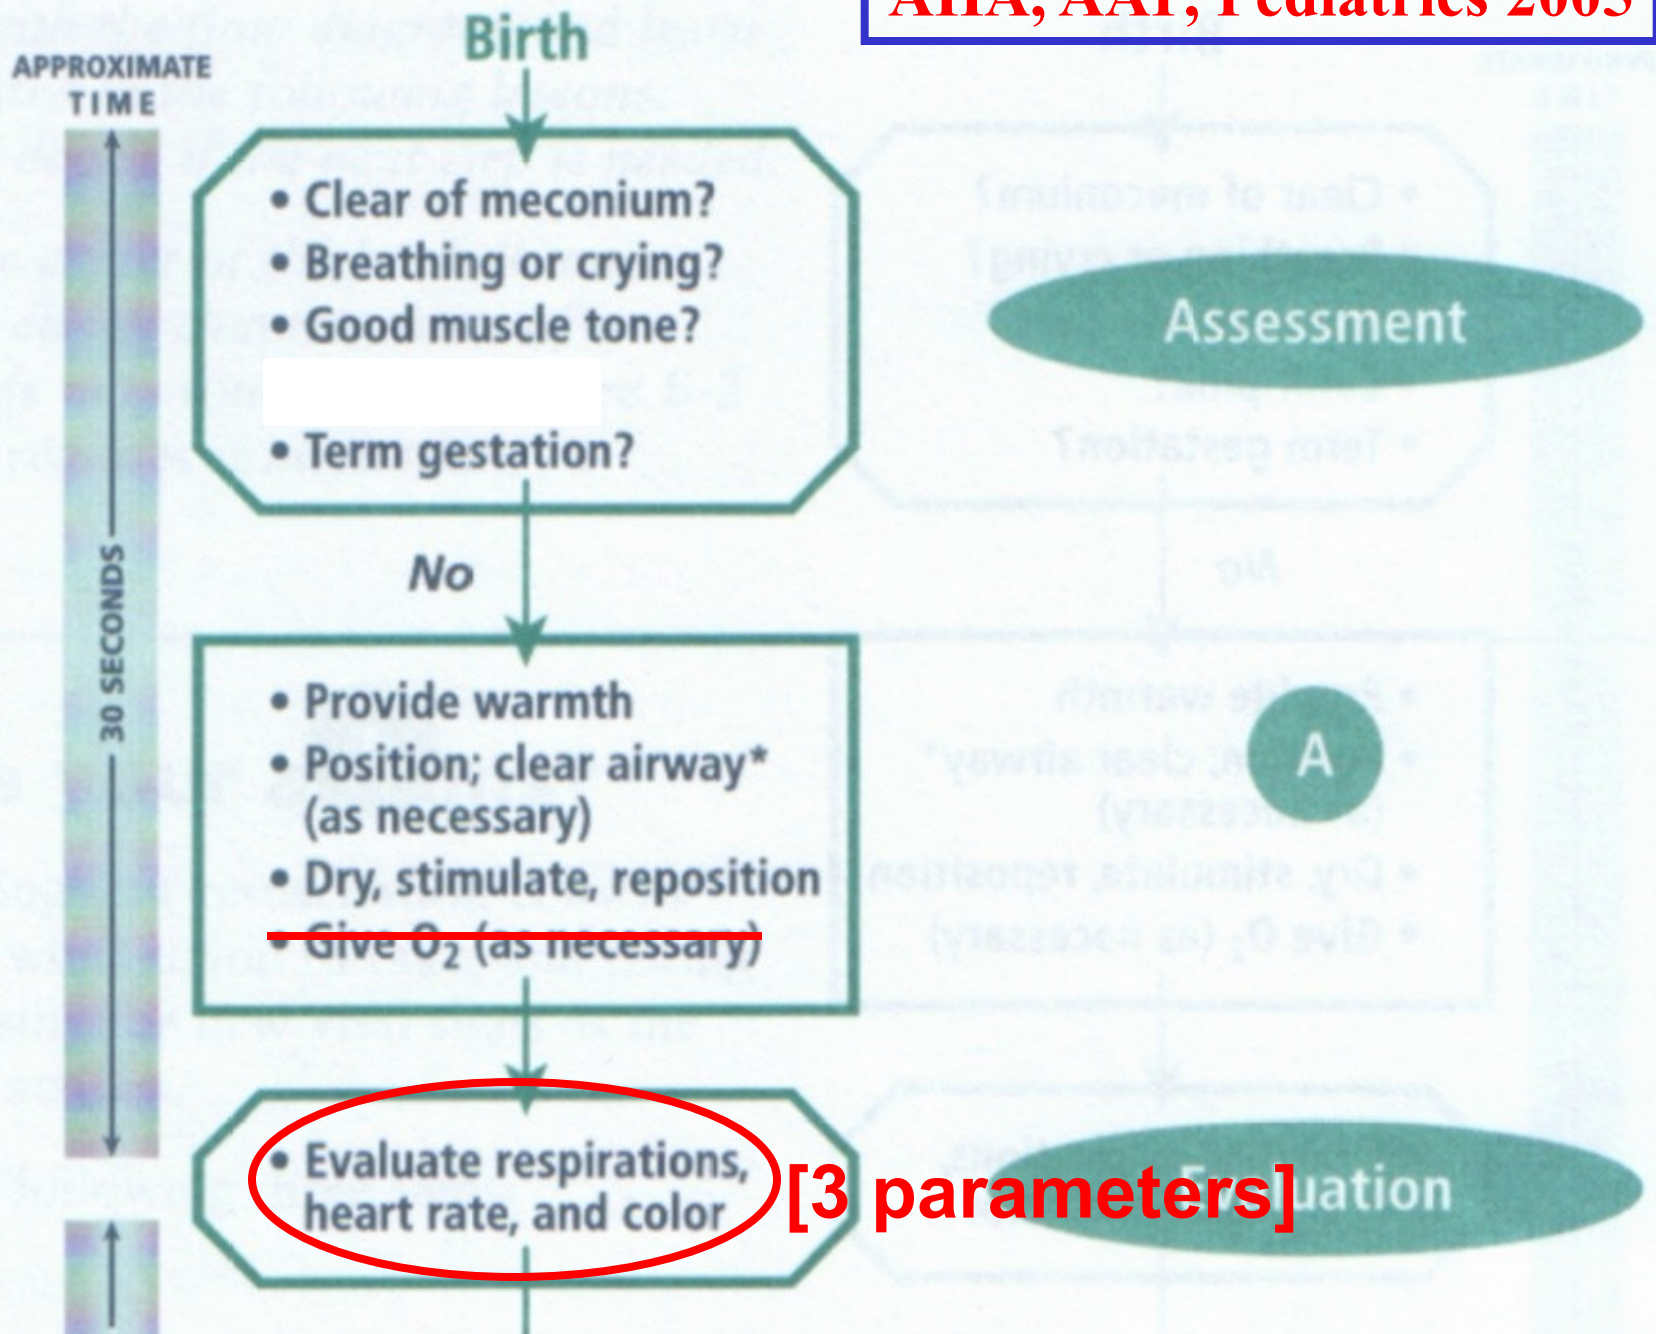 AHA, AAP, Pediatrics 2005
Birth
APPROXIMATE
TIME
• Clear of meconium?
• Breathing or crying?
• Good muscle tone?
• Term gestation?
Assessment
No
30 SECONDS
• Provide warmth
• Position; clear airway*
(as necessary)
• Dry, stimulate, reposition
• Give O₂ (as necessary)
A
• Evaluate respirations,
heart rate, and color
[3 parameters]
Evaluation